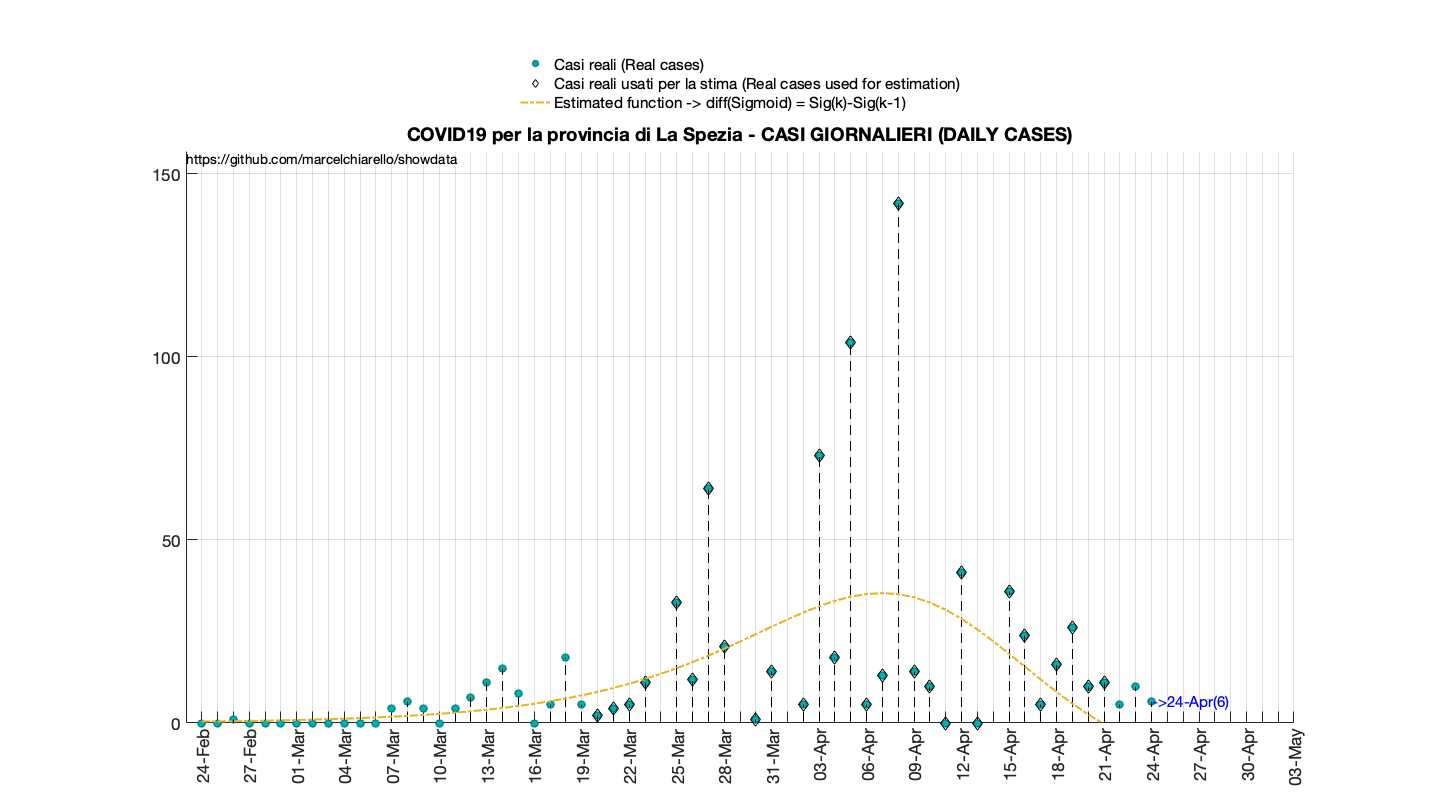 Casi reali (Real cases)
Casi reali usati per la stima (Real cases used for estimation)
Estimated function -> diff(Sigmoid) = Sig(k)-Sig(k-1)
COVID19 per la provincia di La Spezia - CASI GIORNALIERI (DAILY CASES)
https://github.com/marcelchiarello/showdata
150
100
50
0
->24-Apr(6)
24-Feb
27-Feb
01-Mar
04-Mar
07-Mar
10-Mar
13-Mar
16-Mar
19-Mar
22-Mar
25-Mar
28-Mar
31-Mar
03-Apr
06-Apr
09-Apr
12-Apr
15-Apr
18-Apr
21-Apr
24-Apr
27-Apr
30-Apr
03-May